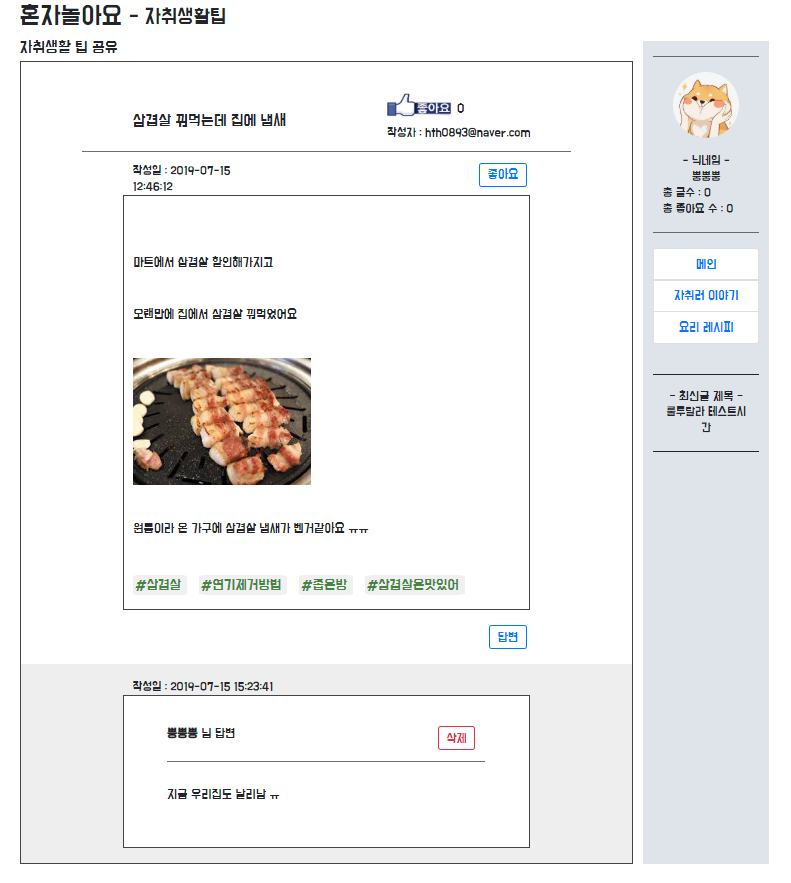 혼자놀아요 - 자취생활팁
자취생활 팁 공유
삼겹살 꿔먹는데 집에 냄새
좋아요 0
작성자 : hth0893@naver.com
작성일 : 2019-07-15
12:46:12
좋아요
마트에서 삼겹살 할인해가지고
오랜만에 집에서 삼겹살 꿔먹었어요
원룸이라 온 가구에 삼겹살 냄새가 벤거같아요 ㅠㅠ
#삼겹살 #연기제거방법 #좁은방 #삼겹살은맛있어
답변
작성일 : 2019-07-15 15:23:41
뽕뽕뽕 님 답변
삭제
지금 우리집도 난리남 ㅠ
- 닉네임 -
뽕뽕뽕
총 글수 : 0
총 좋아요 수 : 0
메인
자취러 이야기
요리 레시피
- 최신글 제목 -
룰루랄라 테스트시
간